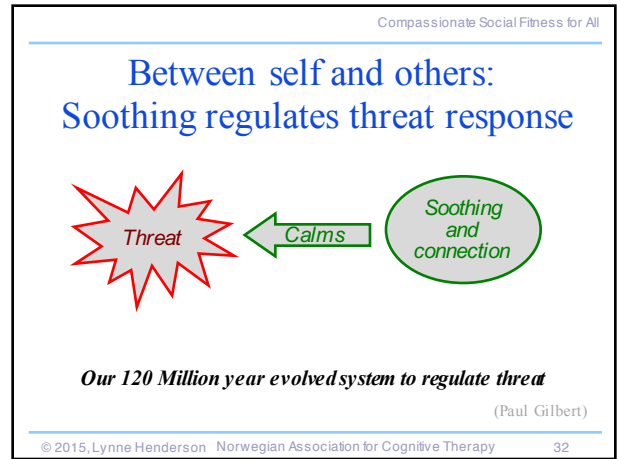 Compassionate Social Fitness for All
Between self and others:
Soothing regulates threat response
Threat
Calms
Soothing
and
connection
Our 120 Million year evolved system to regulate threat
(Paul Gilbert)
© 2015, Lynne Henderson Norwegian Association for Cognitive Therapy 32